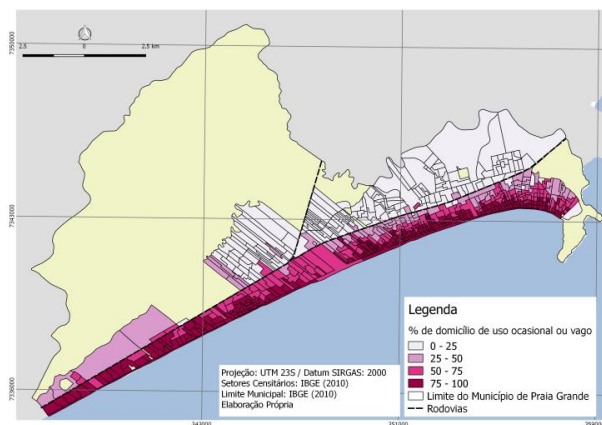 7350000
2.5 0 2.5 km
7343000
Legenda
% de domicílio de uso ocasional ou vago
0 - 25
25 - 50
50 - 75
75 - 100
Limite do Município de Praia Grande
Rodovias
Projeção: UTM 23S / Datum SIRGAS: 2000
Setores Censitários: IBGE (2010)
Limite Municipal: IBGE (2010)
Elaboração Própria
7336000